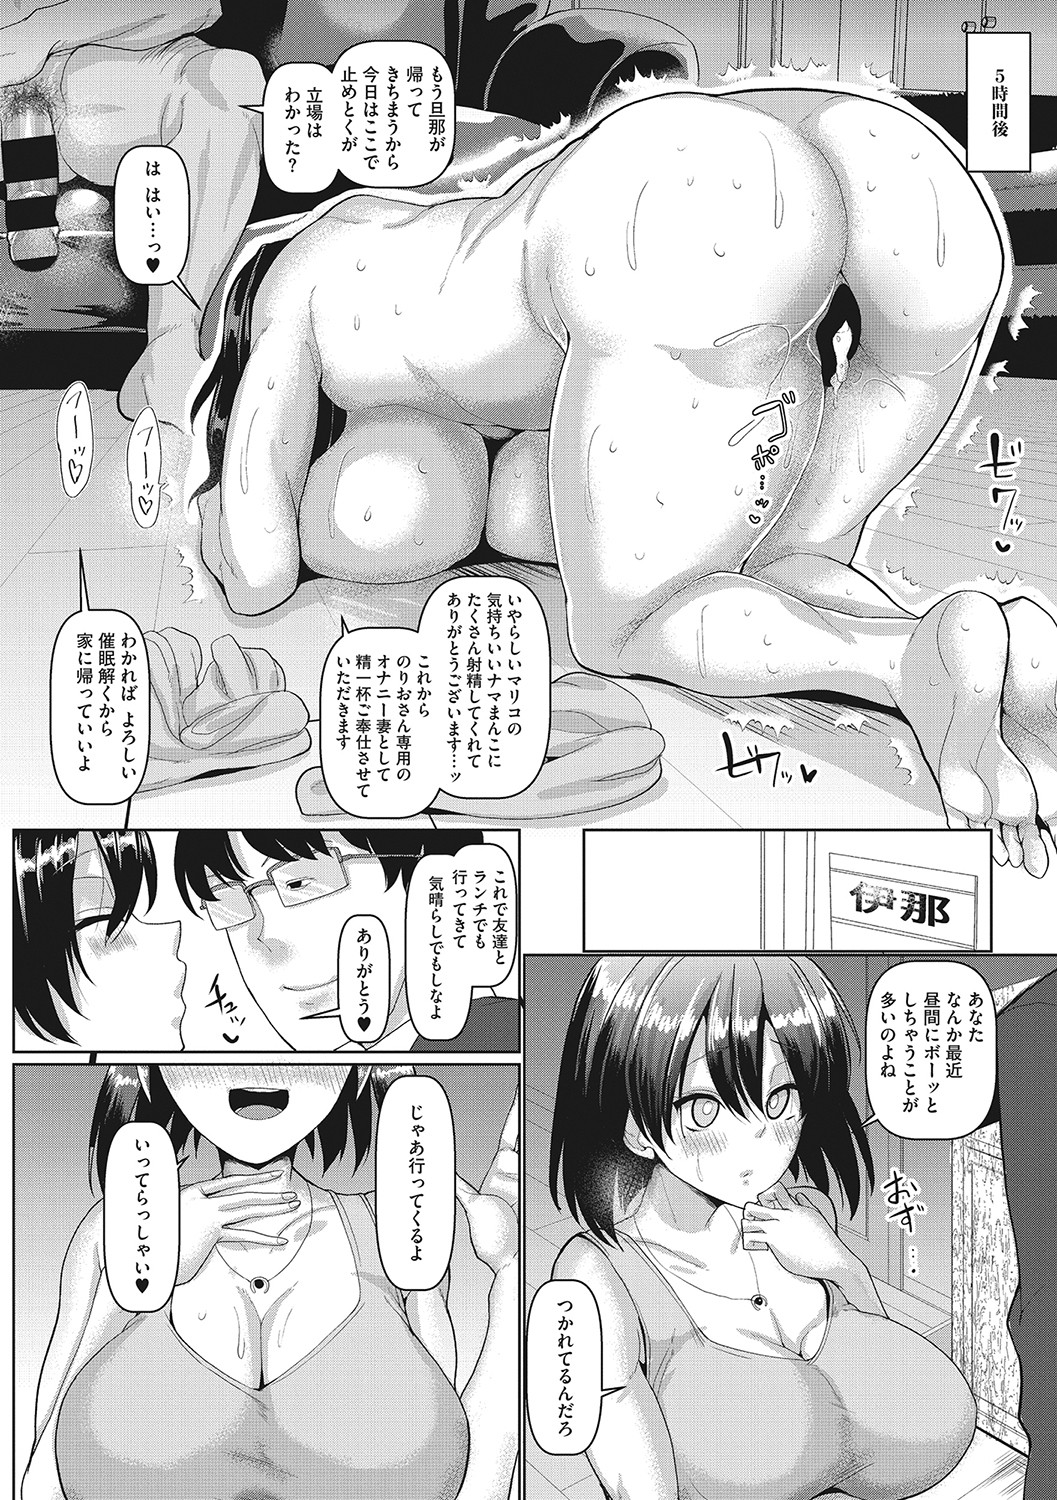 5時間後
もう旦那が
帰って
きちまうから
今日はここで
止めとくが
立場は
わかった?
は はい…っ♥
フーッ♡
フーッ♡
ゴポ…ッ♡
ビクッ♡
いやらしいマリコの
気持ちいいナマまんこに
たくさん射精してくれて
ありがとうございます…ッ
これから
のりおさん専用の
オナニー妻として
精一杯ご奉仕させて
いただきます
ビクッ♡
わかれば よろしい
催眠解くから
家に帰っていいよ
伊那
あなた
なんか最近
昼間にボーッと
しちゃうことが
多いのよね
おず…
つかれてるんだろ
これで友達と
ランチでも
行ってきて
気晴らしでもしなよ
ありがとう♥
チュッ♡
じゃあ行ってくるよ
いってらっしゃい♥